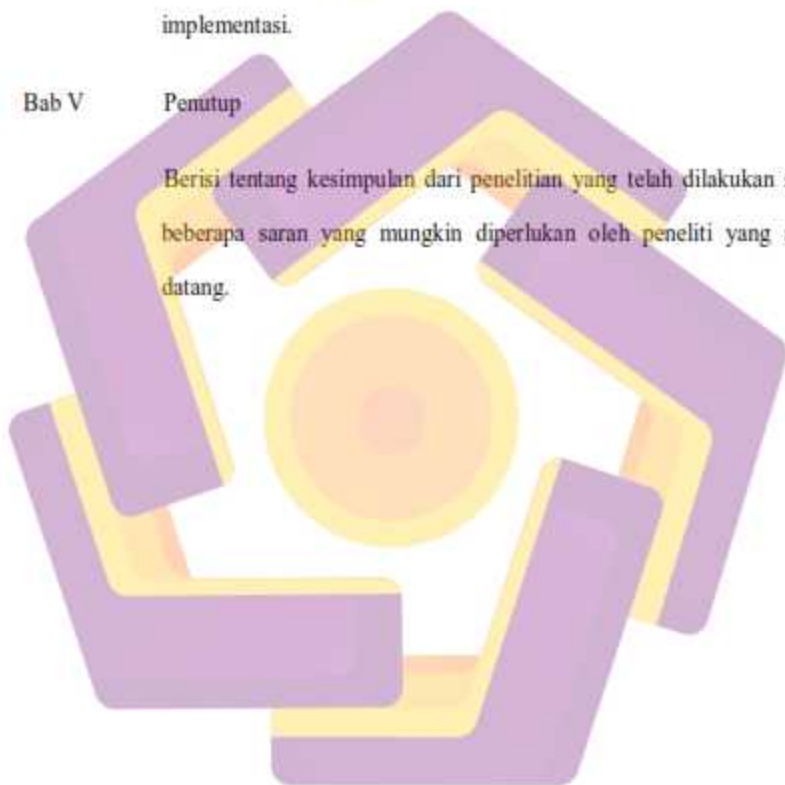 implementasi.
Bab V Penutup
Berisi tentang kesimpulan dari penelitian yang telah dilakukan
beberapa saran yang mungkin diperlukan oleh peneliti yang
datang.